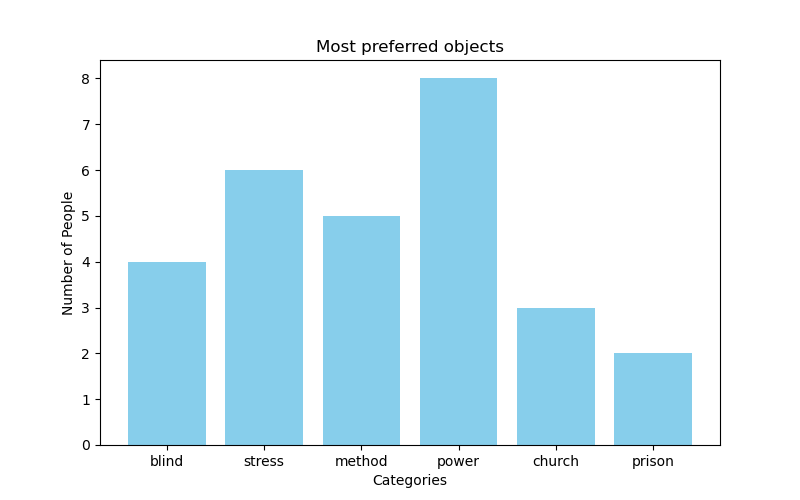 Most preferred objects
Number of People
8
7
6
5
4
3
2
1
0
blind stress method power church prison
Categories